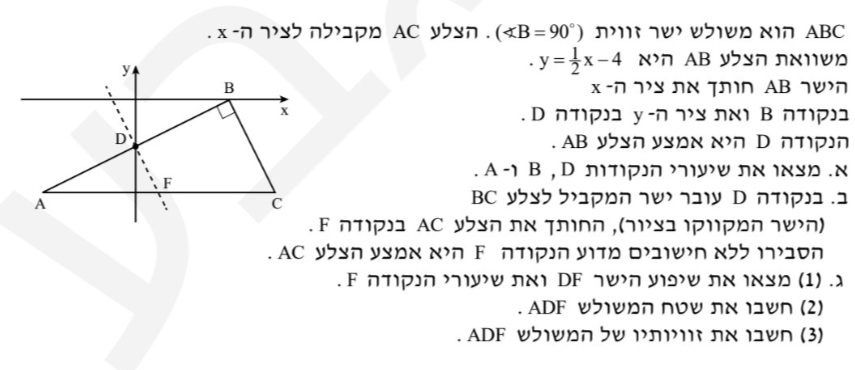 ABC הוא משולש ישר זווית (∢B = 90°). הצלע AC מקבילה לציר ה- x.
משוואת הצלע AB היא y = ½x − 4.
הישר AB חותך את ציר ה- x
בנקודה B ואת ציר ה- y בנקודה D.
הנקודה D היא אמצע הצלע AB.
א. מצאו את שיעורי הנקודות B, D ו- A.
ב. בנקודה D עובר ישר המקביל לצלע BC
(הישר המקווקו בציור), החותך את הצלע AC בנקודה F.
הסבירו ללא חישובים מדוע הנקודה F היא אמצע הצלע AC.
ג. (1) מצאו את שיפוע הישר DF ואת שיעורי הנקודה F.
(2) חשבו את שטח המשולש ADF.
(3) חשבו את זוויותיו של המשולש ADF.
y
B
x
D
F
A
C